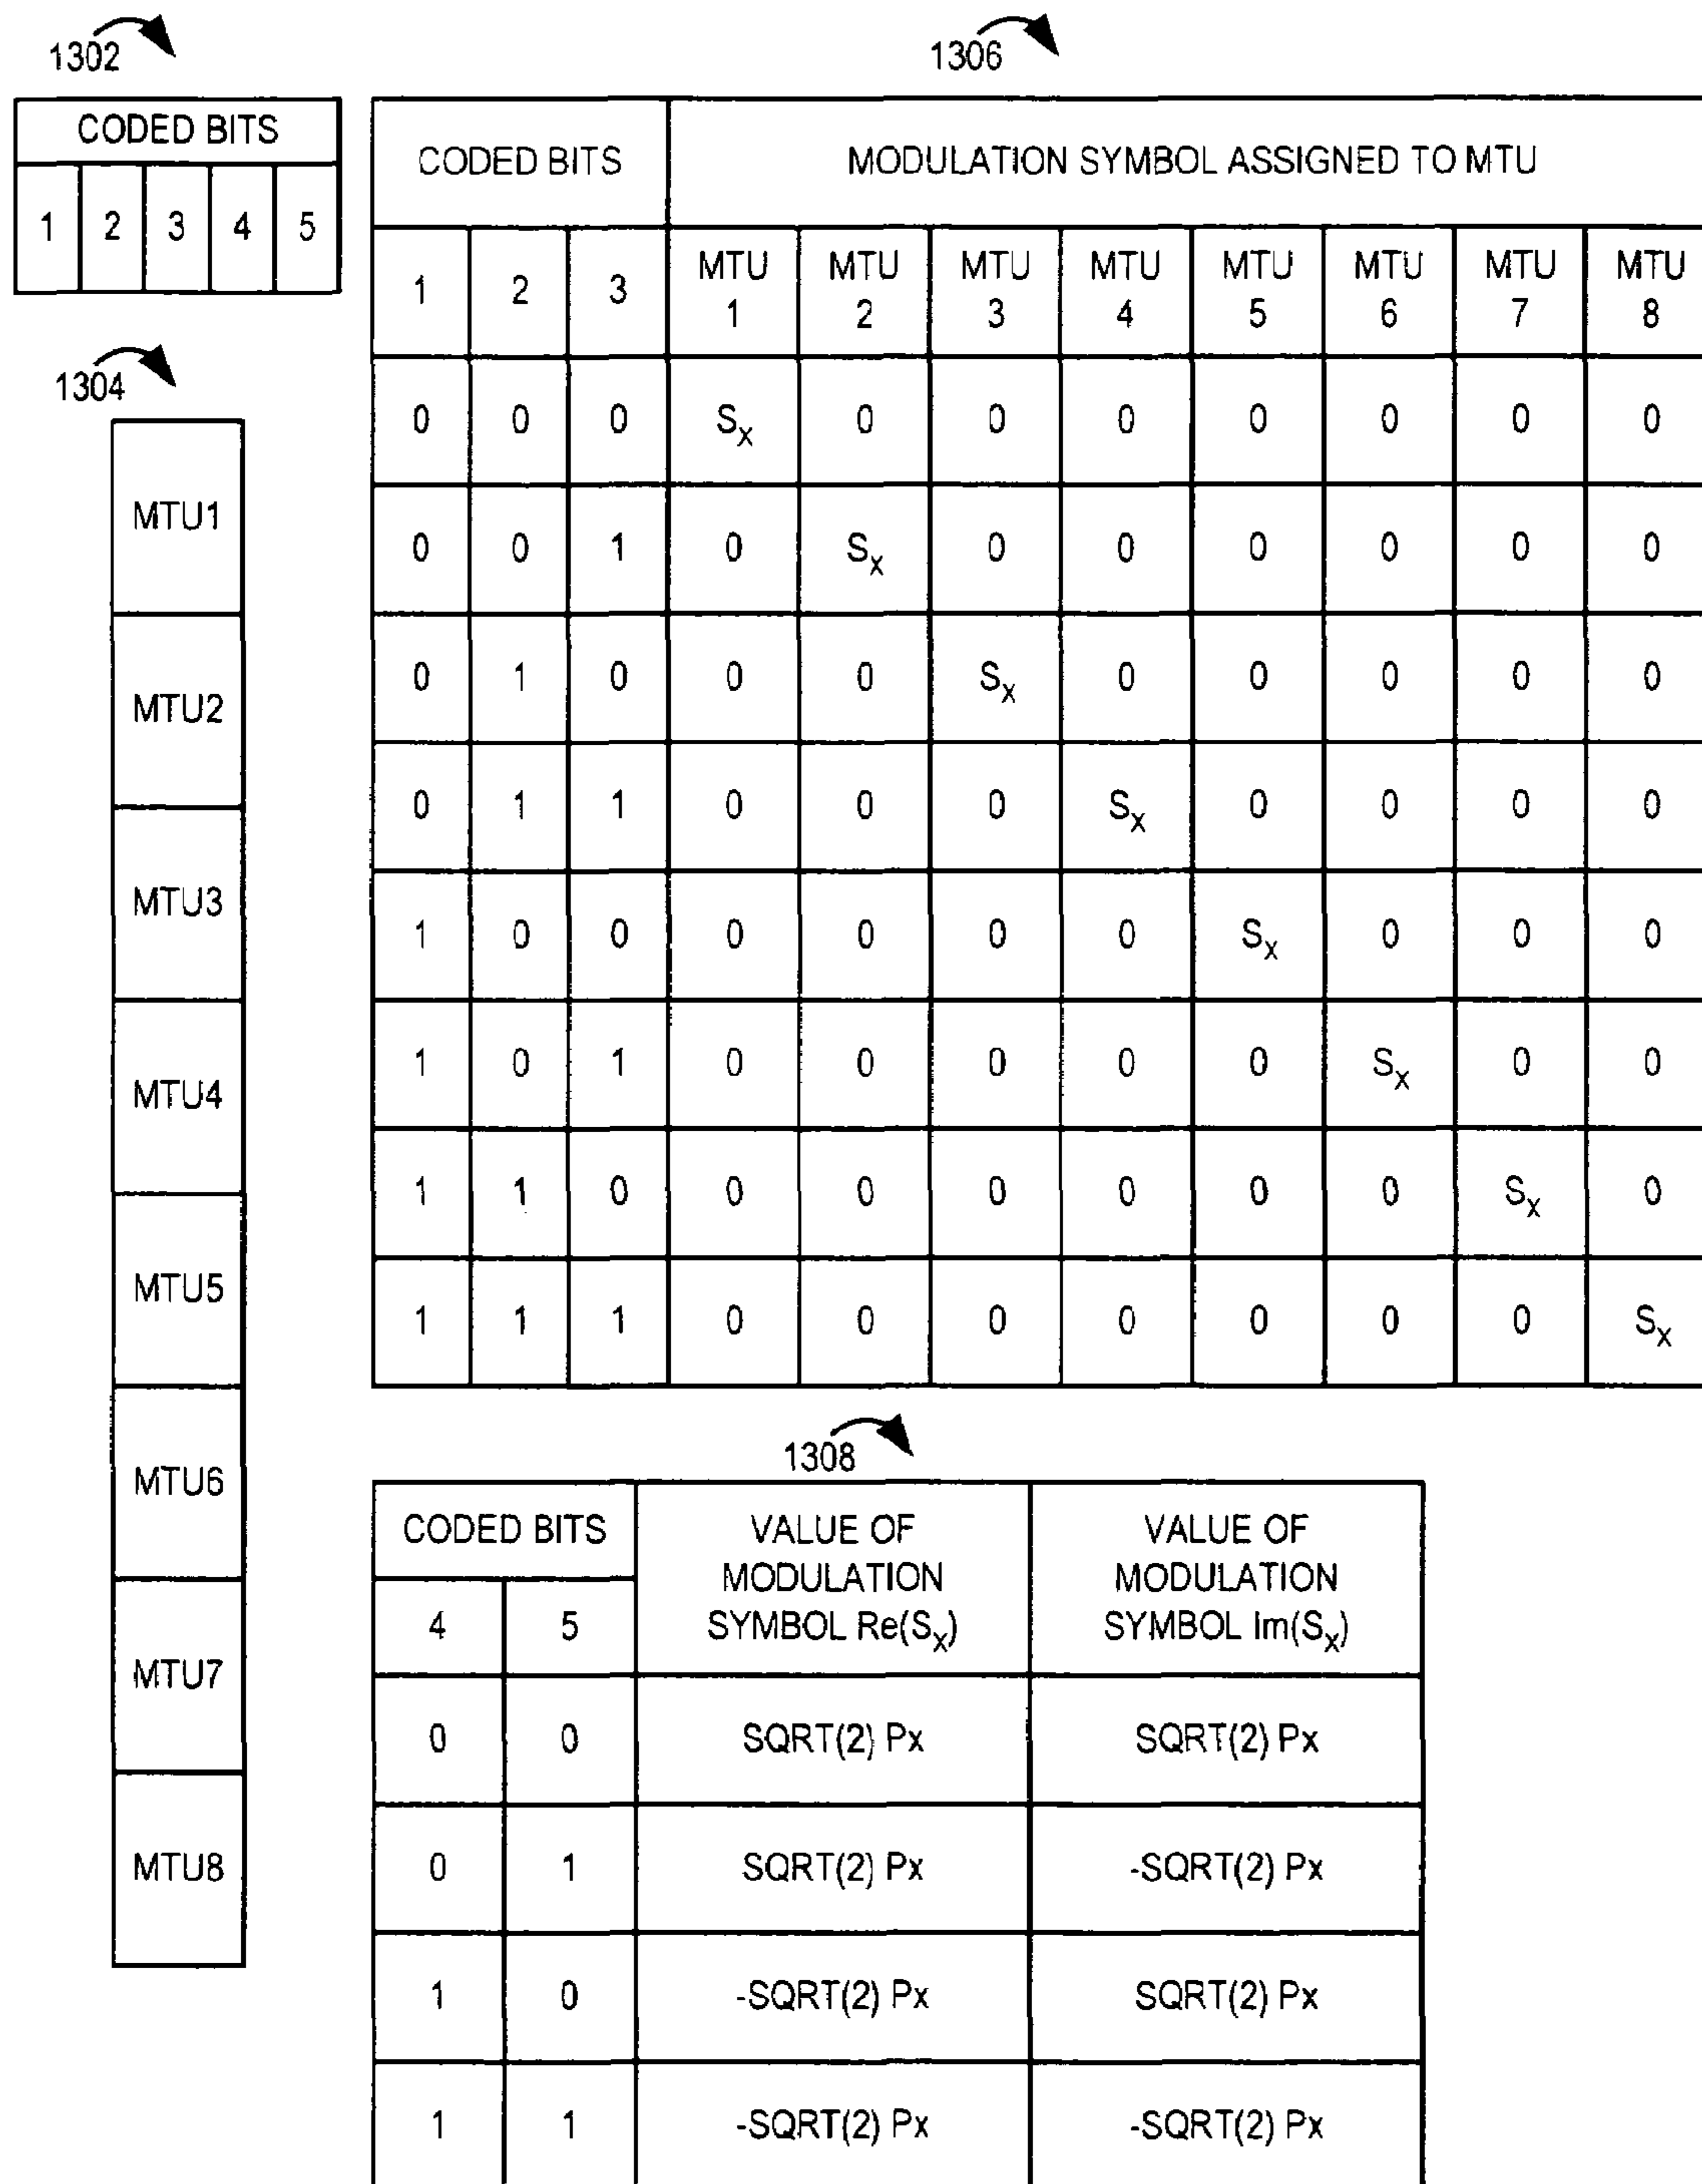 1302
CODED BITS
1 2 3 4 5
1304
MTU1
MTU2
MTU3
MTU4
MTU5
MTU6
MTU7
MTU8
1306
CODED BITS MODULATION SYMBOL ASSIGNED TO MTU
1 2 3 MTU 1 MTU 2 MTU 3 MTU 4 MTU 5 MTU 6 MTU 7 MTU 8
0 0 0 Sx 0 0 0 0 0 0 0
0 0 1 0 Sx 0 0 0 0 0 0
0 1 0 0 0 Sx 0 0 0 0 0
0 1 1 0 0 0 Sx 0 0 0 0
1 0 0 0 0 0 0 Sx 0 0 0
1 0 1 0 0 0 0 0 Sx 0 0
1 1 0 0 0 0 0 0 0 Sx 0
1 1 1 0 0 0 0 0 0 0 Sx
1308
CODED BITS
4 5
VALUE OF
MODULATION
SYMBOL Re(Sx)
VALUE OF
MODULATION
SYMBOL Im(Sx)
0 0 SQRT(2) Px SQRT(2) Px
0 1 SQRT(2) Px -SQRT(2) Px
1 0 -SQRT(2) Px SQRT(2) Px
1 1 -SQRT(2) Px -SQRT(2) Px